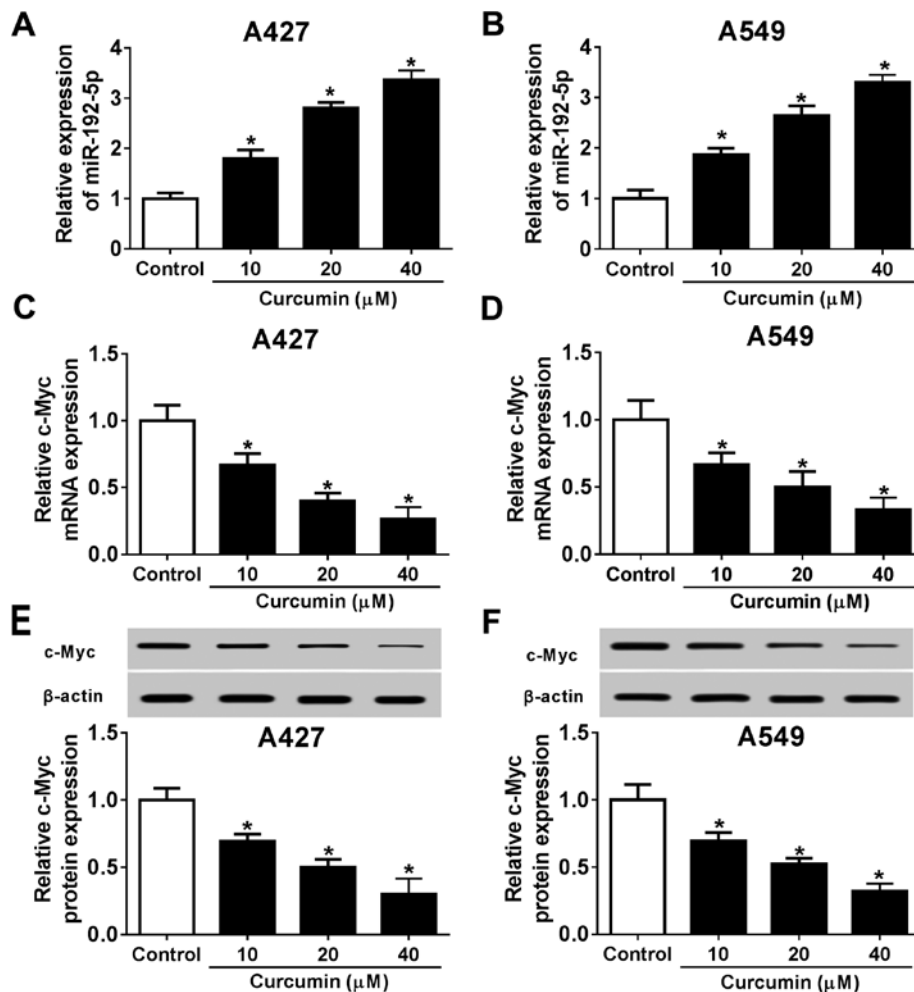 A
A427
Relative expression
of miR-192-5p
4
3
2
1
0
*
*
*
Control
10
20
40
Curcumin (μM)
B
A549
Relative expression
of miR-192-5p
4
3
2
1
0
*
*
*
Control
10
20
40
Curcumin (μM)
C
A427
Relative c-Myc
mRNA expression
1.5
1.0
0.5
0.0
*
*
*
Control
10
20
40
Curcumin (μM)
D
A549
Relative c-Myc
mRNA expression
1.5
1.0
0.5
0.0
*
*
*
Control
10
20
40
Curcumin (μM)
E
c-Myc
β-actin
A427
Relative c-Myc
protein expression
1.5
1.0
0.5
0.0
*
*
*
Control
10
20
40
Curcumin (μM)
F
c-Myc
β-actin
A549
Relative c-Myc
protein expression
1.5
1.0
0.5
0.0
*
*
*
Control
10
20
40
Curcumin (μM)